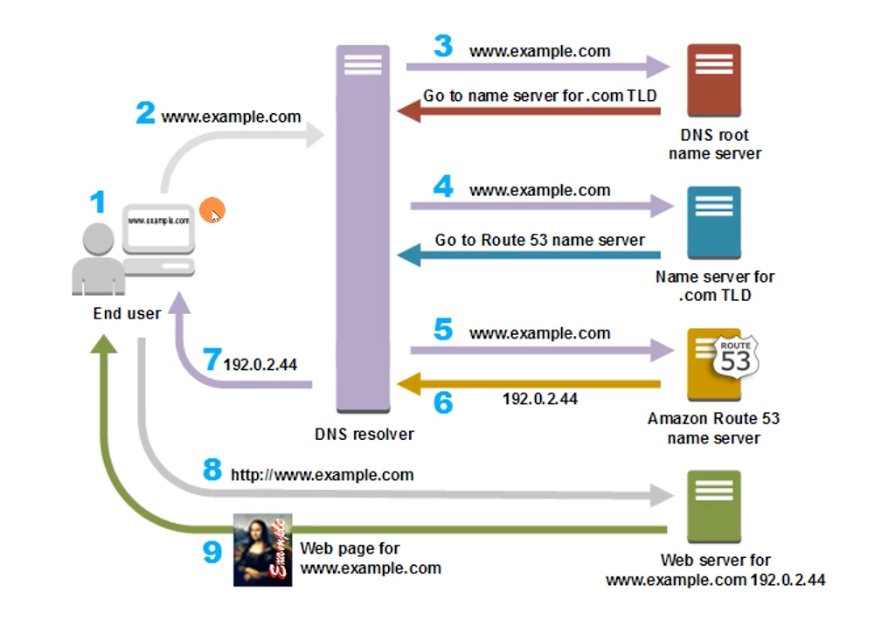 3 www.example.com
Go to name server for .com TLD
DNS root
name server
2 www.example.com
1
www.example.com
End user
4 www.example.com
Go to Route 53 name server
Name server for
.com TLD
5 www.example.com
ROUTE
53
6
192.0.2.44
Amazon Route 53
name server
7 192.0.2.44
DNS resolver
8 http://www.example.com
9
Example
Web page for
www.example.com
Web server for
www.example.com 192.0.2.44